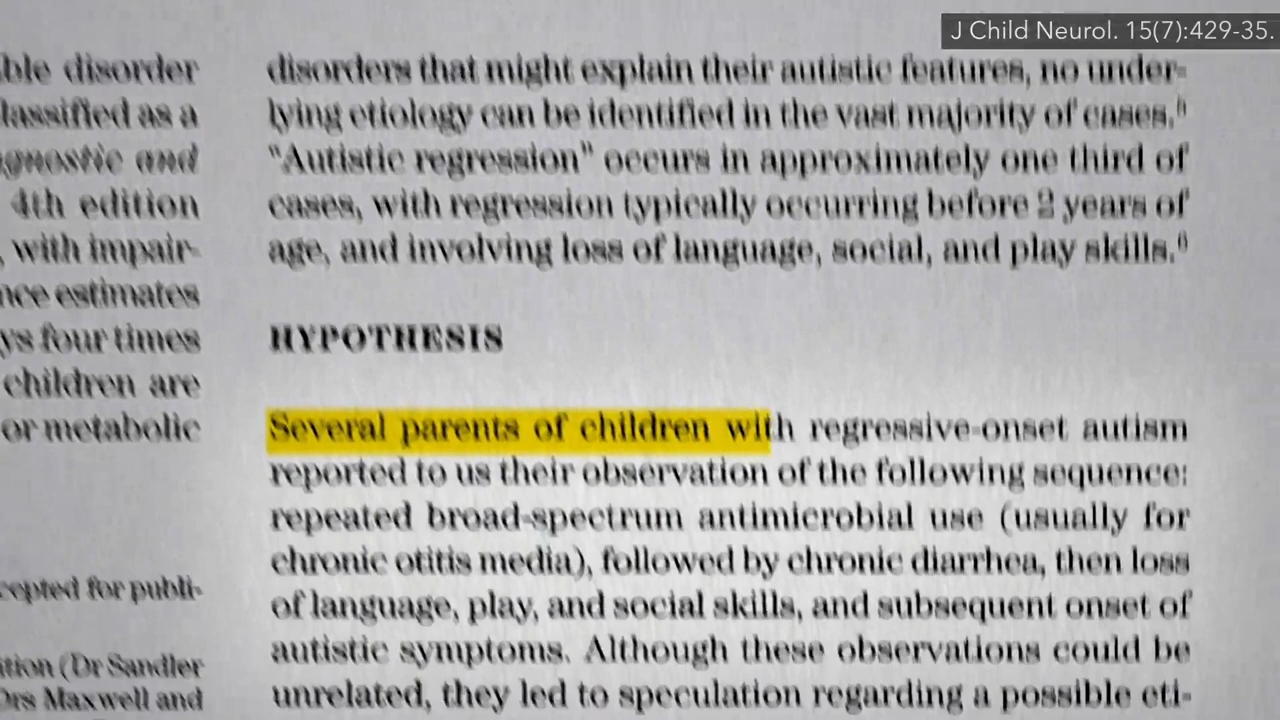 J Child Neurol. 15(7):429-35.
ble disorder
lassified as a
gnostic and
4th edition
, with impair-
nce estimates
ys four times
children are
or metabolic
cepted for publi-
ation (Dr Sandler
Drs Maxwell and
disorders that might explain their autistic features, no under-
lying etiology can be identified in the vast majority of cases.
"Autistic regression" occurs in approximately one third of
cases, with regression typically occurring before 2 years of
age, and involving loss of language, social, and play skills.⁶
HYPOTHESIS
Several parents of children with regressive-onset autism
reported to us their observation of the following sequence:
repeated broad-spectrum antimicrobial use (usually for
chronic otitis media), followed by chronic diarrhea, then loss
of language, play, and social skills, and subsequent onset of
autistic symptoms. Although these observations could be
unrelated, they led to speculation regarding a possible eti-